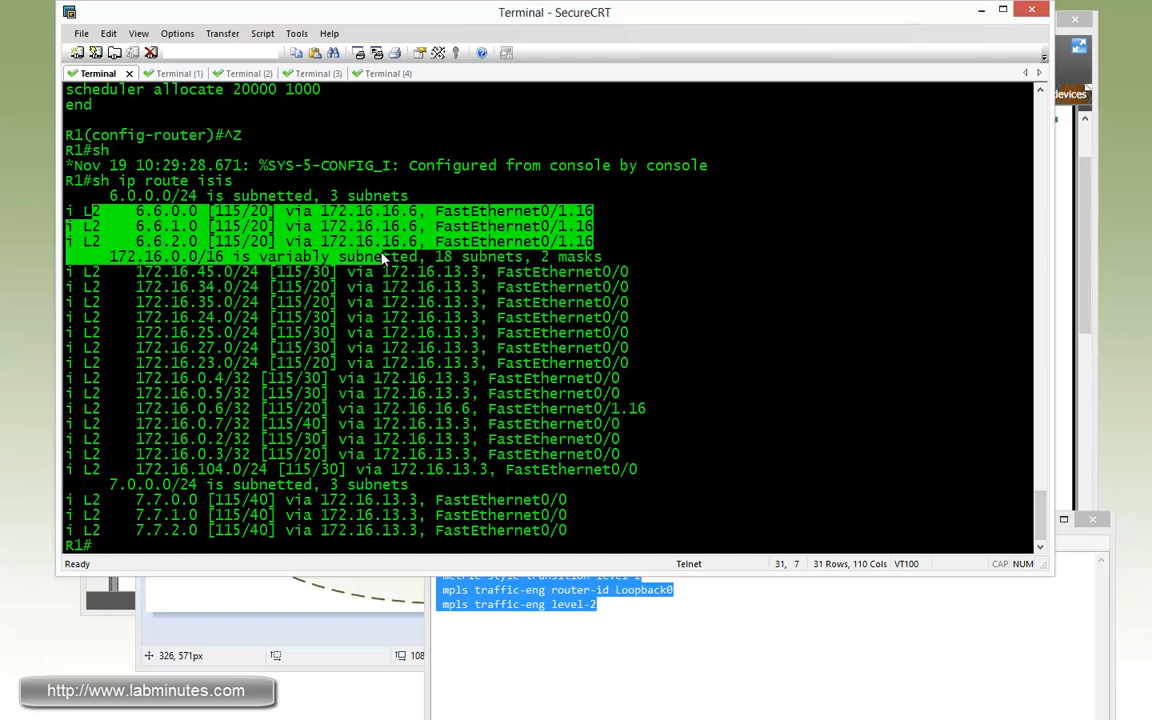 Terminal - SecureCRT
File Edit View Options Transfer Script Tools Help
Terminal Terminal (1) Terminal (2) Terminal (3) Terminal (4)
devices
scheduler allocate 20000 1000
end
R1(config-router)#^Z
R1#sh
*Nov 19 10:29:28.671: %SYS-5-CONFIG_I: Configured from console by console
R1#sh ip route isis
6.0.0.0/24 is subnetted, 3 subnets
i L2 6.6.0.0 [115/20] via 172.16.16.6, FastEthernet0/1.16
i L2 6.6.1.0 [115/20] via 172.16.16.6, FastEthernet0/1.16
i L2 6.6.2.0 [115/20] via 172.16.16.6, FastEthernet0/1.16
172.16.0.0/16 is variably subnetted, 18 subnets, 2 masks
i L2 172.16.45.0/24 [115/30] via 172.16.13.3, FastEthernet0/0
i L2 172.16.34.0/24 [115/20] via 172.16.13.3, FastEthernet0/0
i L2 172.16.35.0/24 [115/20] via 172.16.13.3, FastEthernet0/0
i L2 172.16.24.0/24 [115/30] via 172.16.13.3, FastEthernet0/0
i L2 172.16.25.0/24 [115/30] via 172.16.13.3, FastEthernet0/0
i L2 172.16.27.0/24 [115/30] via 172.16.13.3, FastEthernet0/0
i L2 172.16.23.0/24 [115/20] via 172.16.13.3, FastEthernet0/0
i L2 172.16.0.4/32 [115/30] via 172.16.13.3, FastEthernet0/0
i L2 172.16.0.5/32 [115/30] via 172.16.13.3, FastEthernet0/0
i L2 172.16.0.6/32 [115/20] via 172.16.16.6, FastEthernet0/1.16
i L2 172.16.0.7/32 [115/40] via 172.16.13.3, FastEthernet0/0
i L2 172.16.0.2/32 [115/30] via 172.16.13.3, FastEthernet0/0
i L2 172.16.0.3/32 [115/20] via 172.16.13.3, FastEthernet0/0
i L2 172.16.104.0/24 [115/30] via 172.16.13.3, FastEthernet0/0
7.0.0.0/24 is subnetted, 3 subnets
i L2 7.7.0.0 [115/40] via 172.16.13.3, FastEthernet0/0
i L2 7.7.1.0 [115/40] via 172.16.13.3, FastEthernet0/0
i L2 7.7.2.0 [115/40] via 172.16.13.3, FastEthernet0/0
R1#
Ready Telnet 31, 7 31 Rows, 110 Cols VT100 CAP NUM
metric-style transition level-2
mpls traffic-eng router-id Loopback0
mpls traffic-eng level-2
326, 571px 108
http://www.labminutes.com